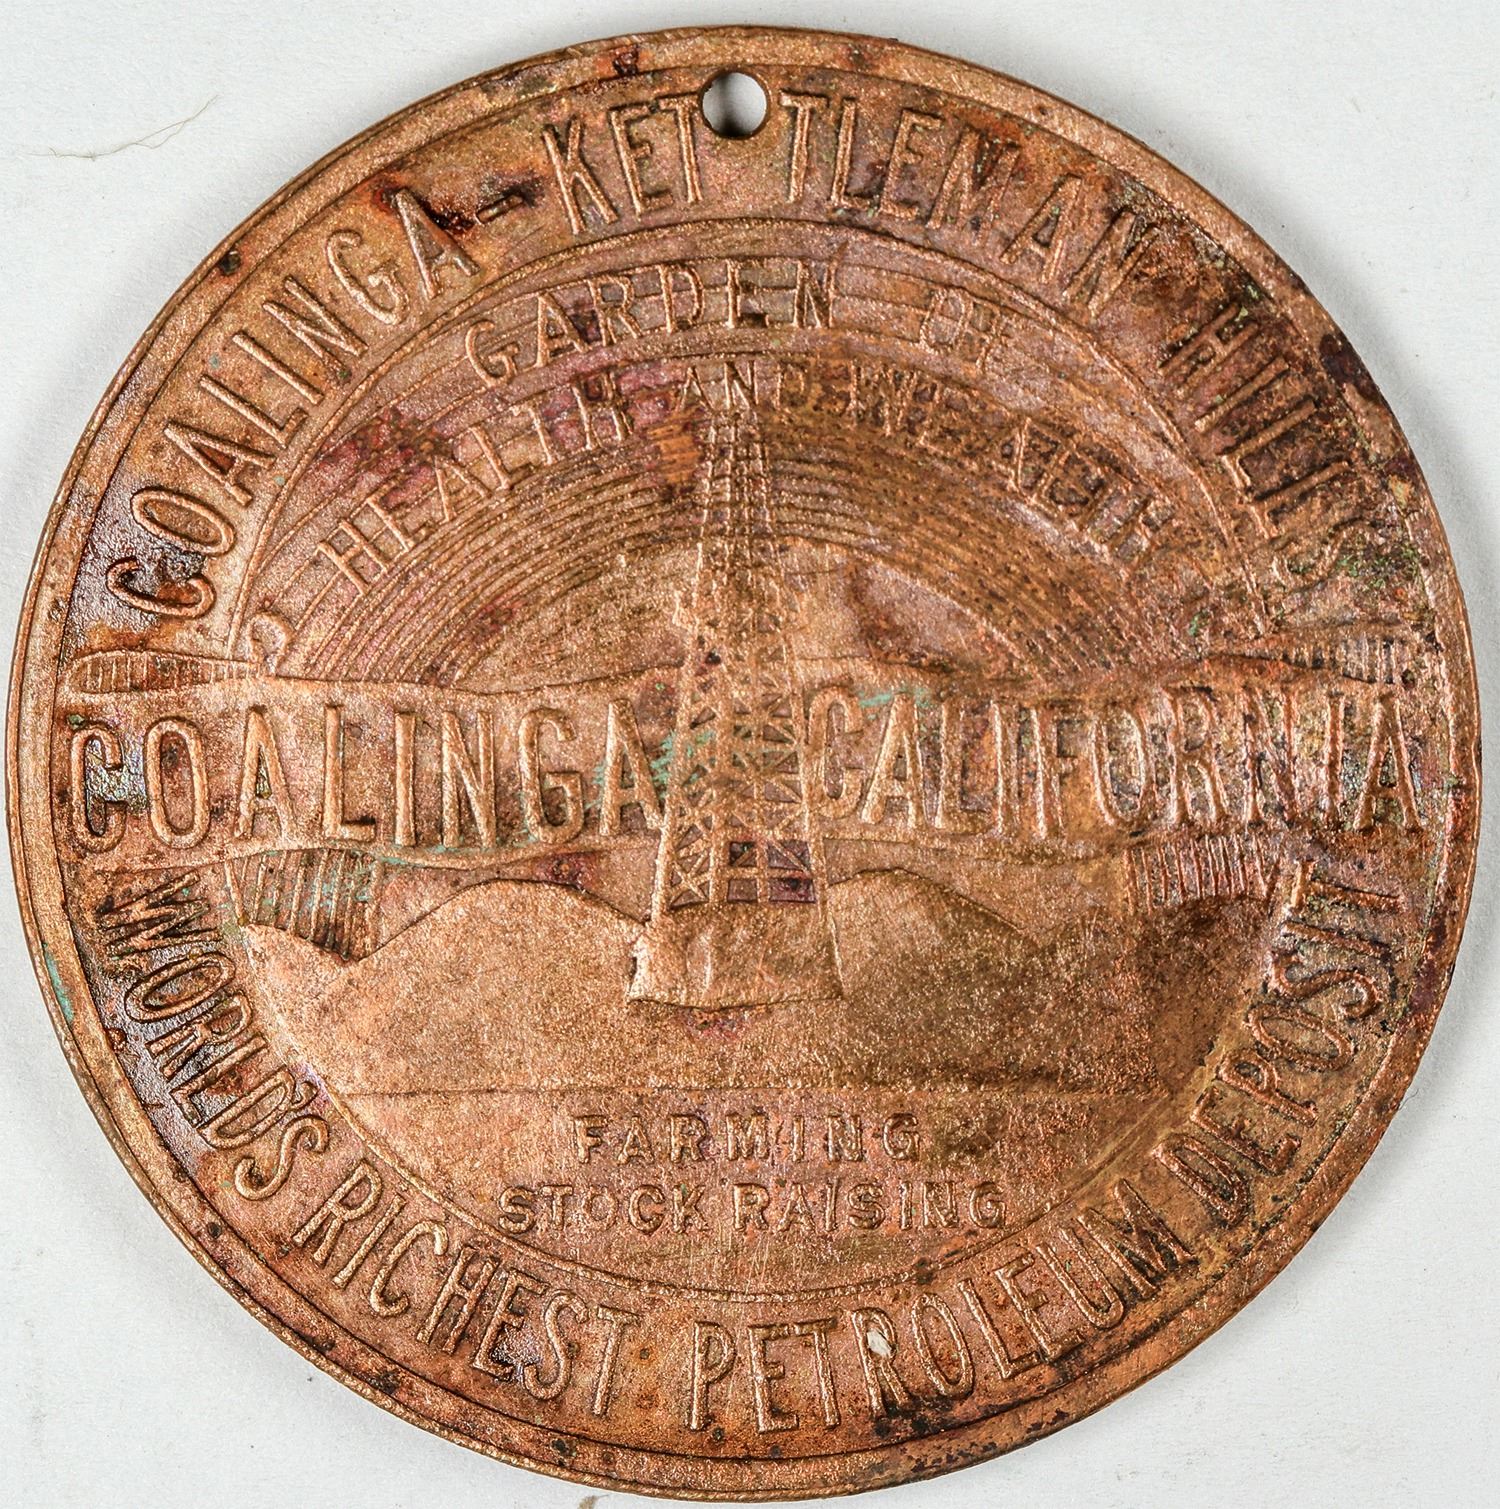 COALINGA-KETTLEMAN HILLS
GARDEN OF
HEALTH AND WEALTH
COALINGA CALIFORNIA
FARMING
STOCK RAISING
WORLD'S RICHEST PETROLEUM DEPOSIT